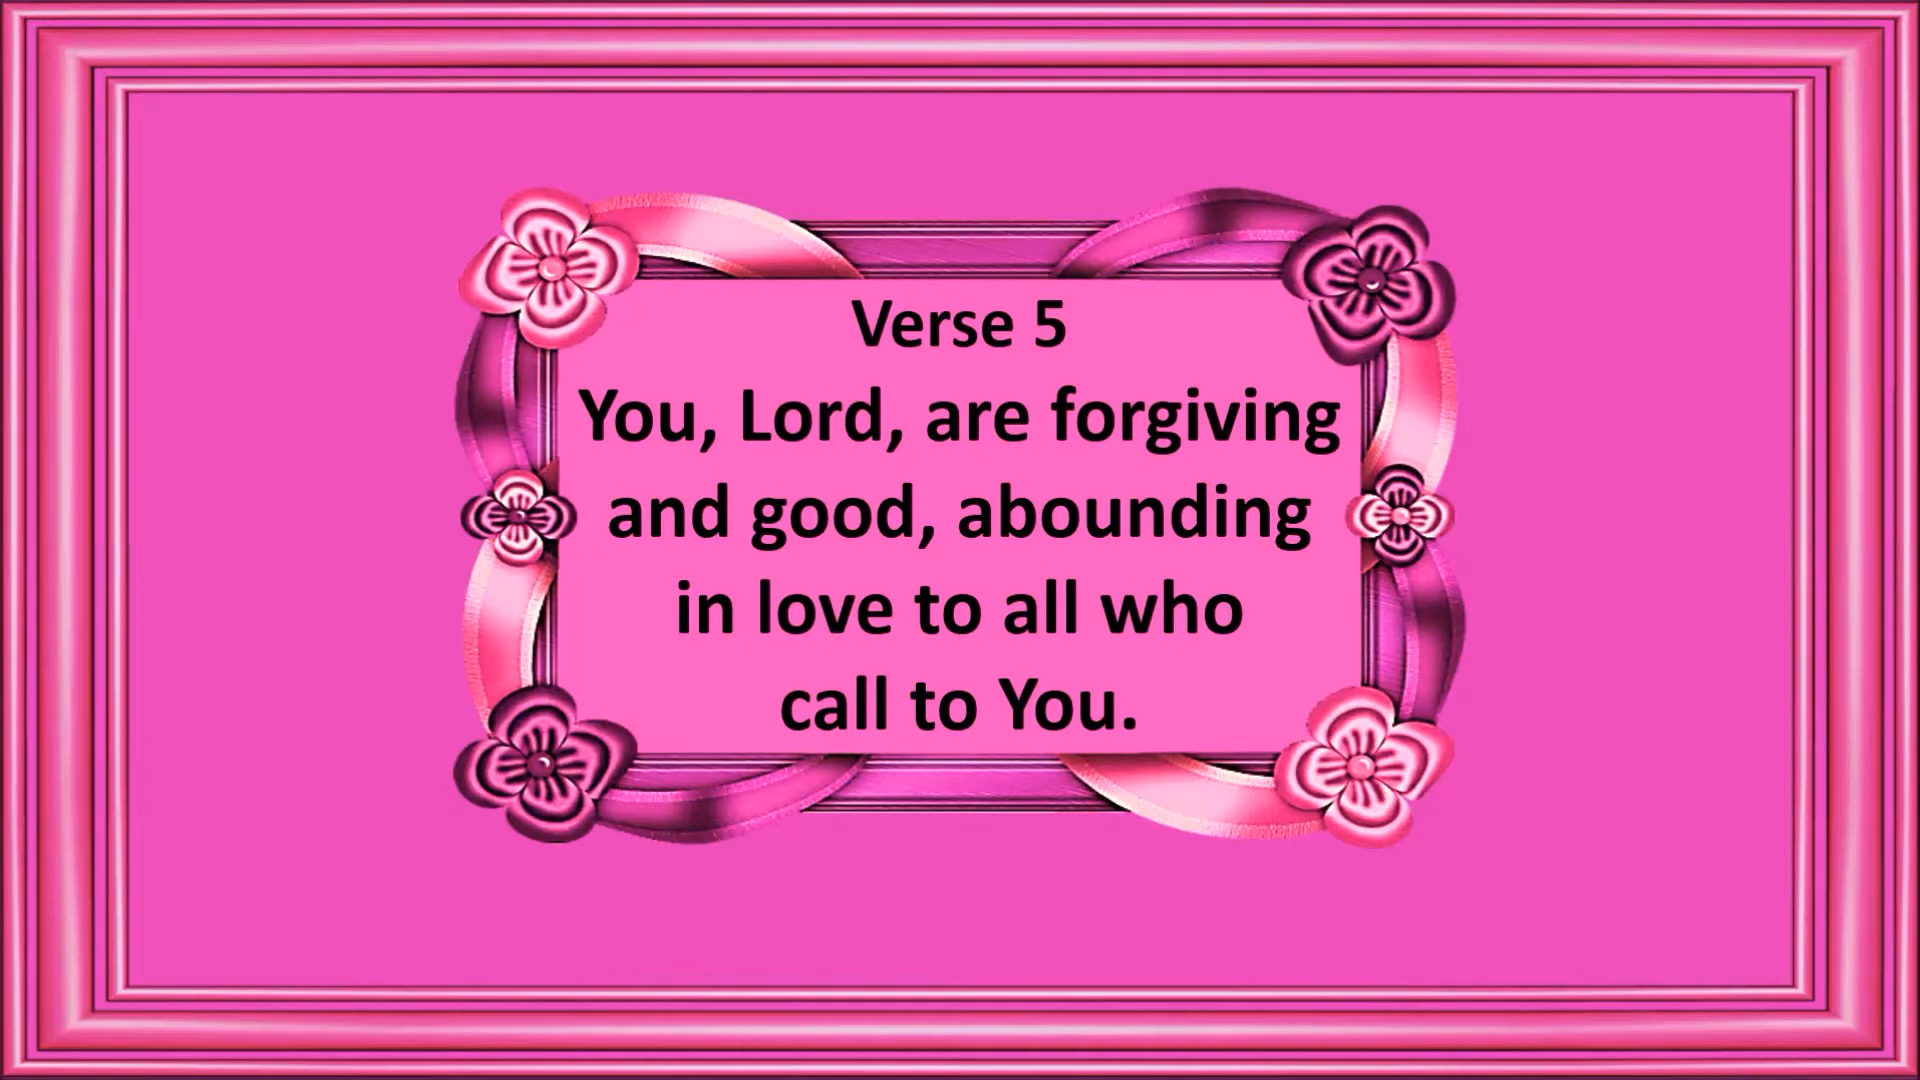 Verse 5
You, Lord, are forgiving
and good, abounding
in love to all who
call to You.